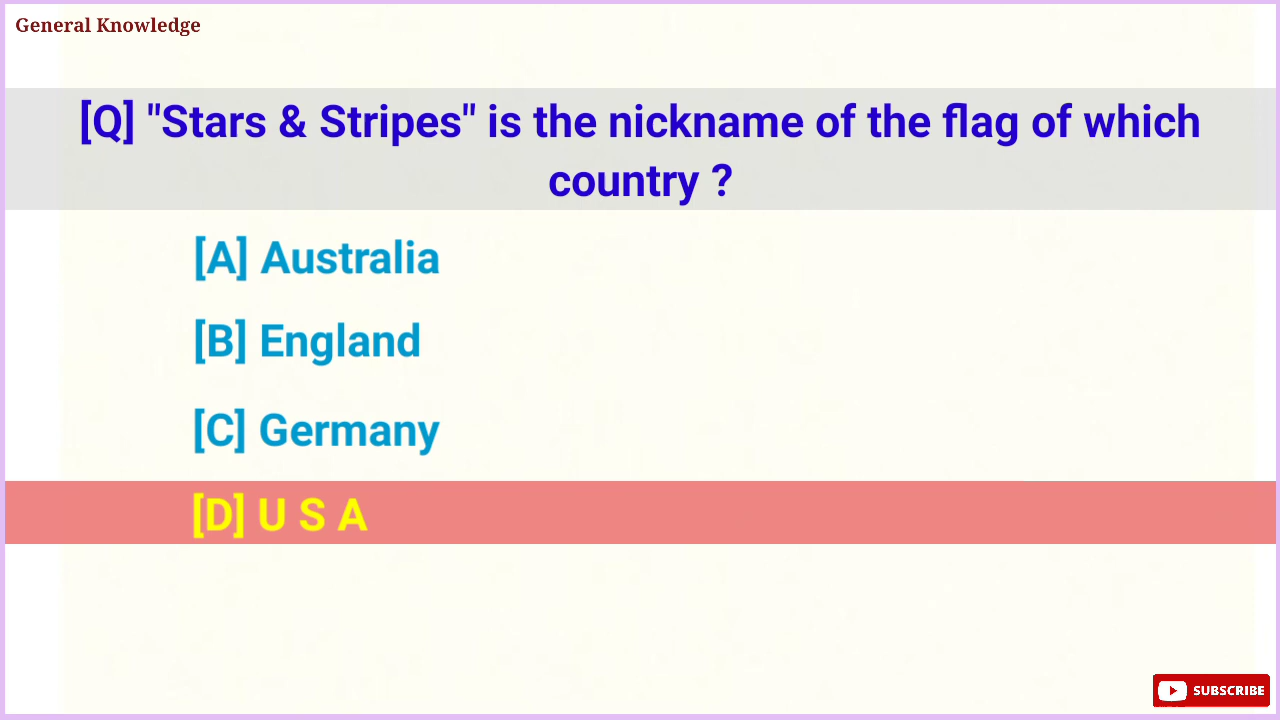 General Knowledge
[Q] "Stars & Stripes" is the nickname of the flag of which
country ?
[A] Australia
[B] England
[C] Germany
[D] U S A
SUBSCRIBE